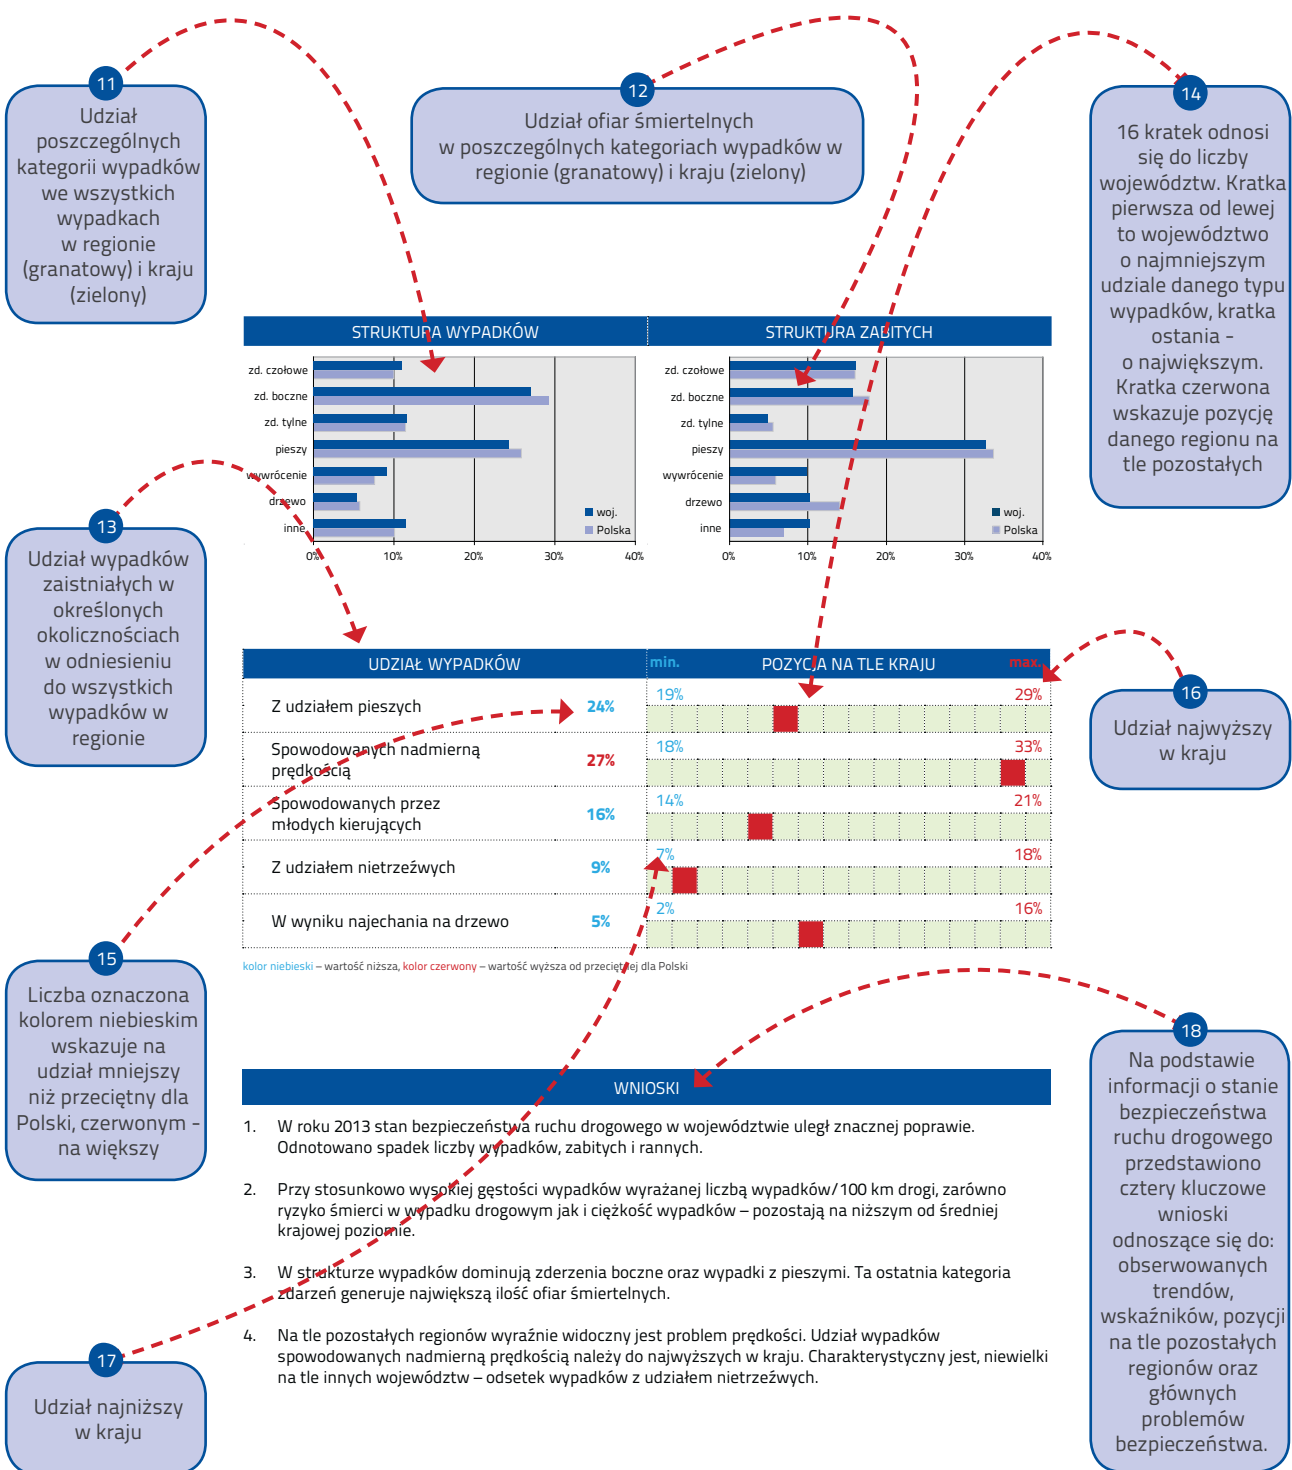 11
Udział
poszczególnych
kategorii wypadków
we wszystkich
wypadkach
w regionie
(granatowy) i kraju
(zielony)
12
Udział ofiar śmiertelnych
w poszczególnych kategoriach wypadków w
regionie (granatowy) i kraju (zielony)
14
16 kratek odnosi
się do liczby
województw. Kratka
pierwsza od lewej
to województwo
o najmniejszym
udziale danego typu
wypadków, kratka
ostania -
o największym.
Kratka czerwona
wskazuje pozycję
danego regionu na
tle pozostałych
STRUKTURA WYPADKÓW
zd. czołowe
zd. boczne
zd. tylne
pieszy
wywrócenie
drzewo
inne
woj.
Polska
0% 10% 20% 30% 40%
STRUKTURA ZABITYCH
zd. czołowe
zd. boczne
zd. tylne
pieszy
wywrócenie
drzewo
inne
woj.
Polska
0% 10% 20% 30% 40%
13
Udział wypadków
zaistniałych w
określonych
okolicznościach
w odniesieniu
do wszystkich
wypadków w
regionie
UDZIAŁ WYPADKÓW min. POZYCJA NA TLE KRAJU max.
Z udziałem pieszych 24% 19% 29%
Spowodowanych nadmierną
prędkością 27% 18% 33%
Spowodowanych przez
młodych kierujących 16% 14% 21%
Z udziałem nietrzeźwych 9% 7% 18%
W wyniku najechania na drzewo 5% 2% 16%
kolor niebieski – wartość niższa, kolor czerwony – wartość wyższa od przeciętnej dla Polski
16
Udział najwyższy
w kraju
15
Liczba oznaczona
kolorem niebieskim
wskazuje na
udział mniejszy
niż przeciętny dla
Polski, czerwonym -
na większy
WNIOSKI
1. W roku 2013 stan bezpieczeństwa ruchu drogowego w województwie uległ znacznej poprawie.
Odnotowano spadek liczby wypadków, zabitych i rannych.
2. Przy stosunkowo wysokiej gęstości wypadków wyrażanej liczbą wypadków/100 km drogi, zarówno
ryzyko śmierci w wypadku drogowym jak i ciężkość wypadków – pozostają na niższym od średniej
krajowej poziomie.
3. W strukturze wypadków dominują zderzenia boczne oraz wypadki z pieszymi. Ta ostatnia kategoria
zdarzeń generuje największą ilość ofiar śmiertelnych.
4. Na tle pozostałych regionów wyraźnie widoczny jest problem prędkości. Udział wypadków
spowodowanych nadmierną prędkością należy do najwyższych w kraju. Charakterystyczny jest, niewielki
na tle innych województw – odsetek wypadków z udziałem nietrzeźwych.
18
Na podstawie
informacji o stanie
bezpieczeństwa
ruchu drogowego
przedstawiono
cztery kluczowe
wnioski
odnoszące się do:
obserwowanych
trendów,
wskaźników, pozycji
na tle pozostałych
regionów oraz
głównych
problemów
bezpieczeństwa.
17
Udział najniższy
w kraju